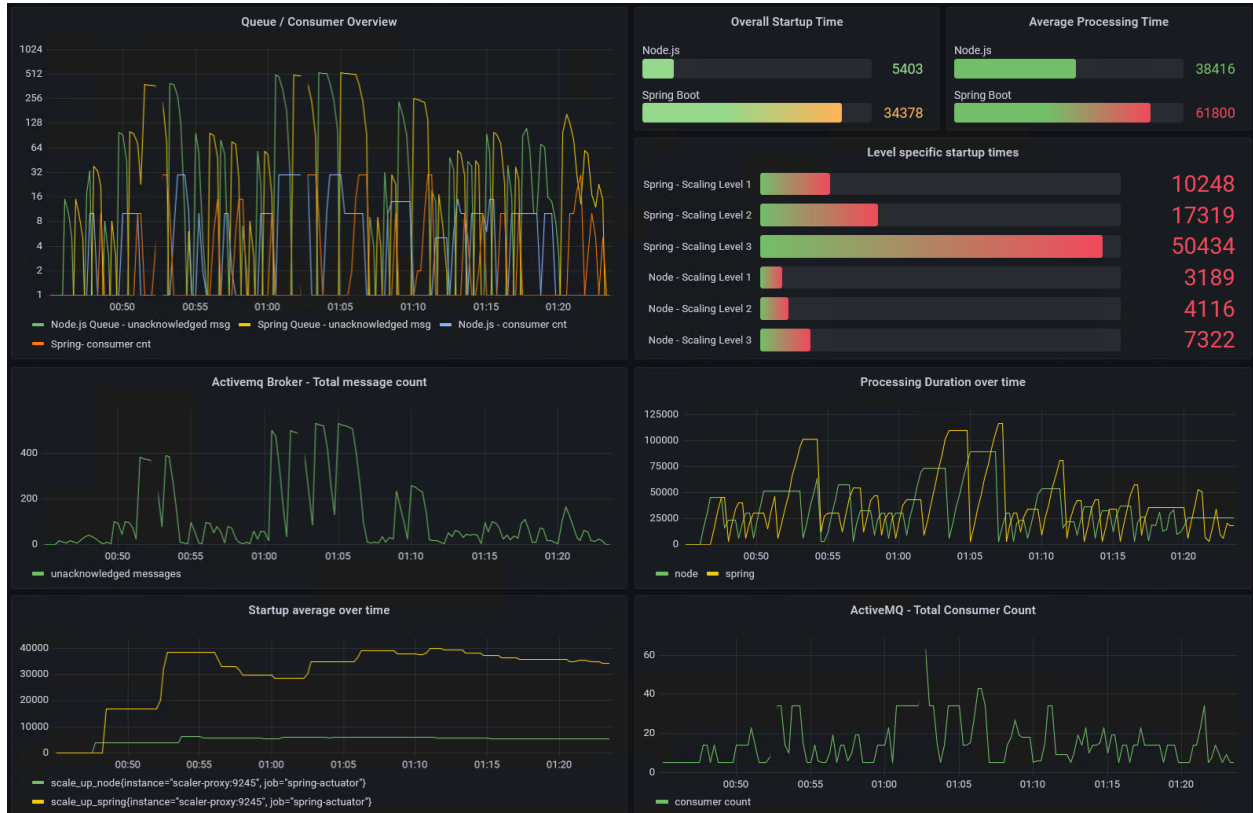 Queue / Consumer Overview
1024
512
256
128
64
32
16
8
4
2
1
00:50 00:55 01:00 01:05 01:10 01:15 01:20
Node.js Queue - unacknowledged msg Spring Queue - unacknowledged msg Node.js - consumer cnt
Spring- consumer cnt
Overall Startup Time
Node.js
5403
Spring Boot
34378
Average Processing Time
Node.js
38416
Spring Boot
61800
Level specific startup times
Spring - Scaling Level 1 10248
Spring - Scaling Level 2 17319
Spring - Scaling Level 3 50434
Node - Scaling Level 1 3189
Node - Scaling Level 2 4116
Node - Scaling Level 3 7322
Activemq Broker - Total message count
400
200
0
00:50 00:55 01:00 01:05 01:10 01:15 01:20
unacknowledged messages
Processing Duration over time
125000
100000
75000
50000
25000
0
00:50 00:55 01:00 01:05 01:10 01:15 01:20
node spring
Startup average over time
40000
30000
20000
10000
0
00:50 00:55 01:00 01:05 01:10 01:15 01:20
scale_up_node{instance="scaler-proxy:9245", job="spring-actuator"}
scale_up_spring{instance="scaler-proxy:9245", job="spring-actuator"}
ActiveMQ - Total Consumer Count
60
40
20
0
00:50 00:55 01:00 01:05 01:10 01:15 01:20
consumer count